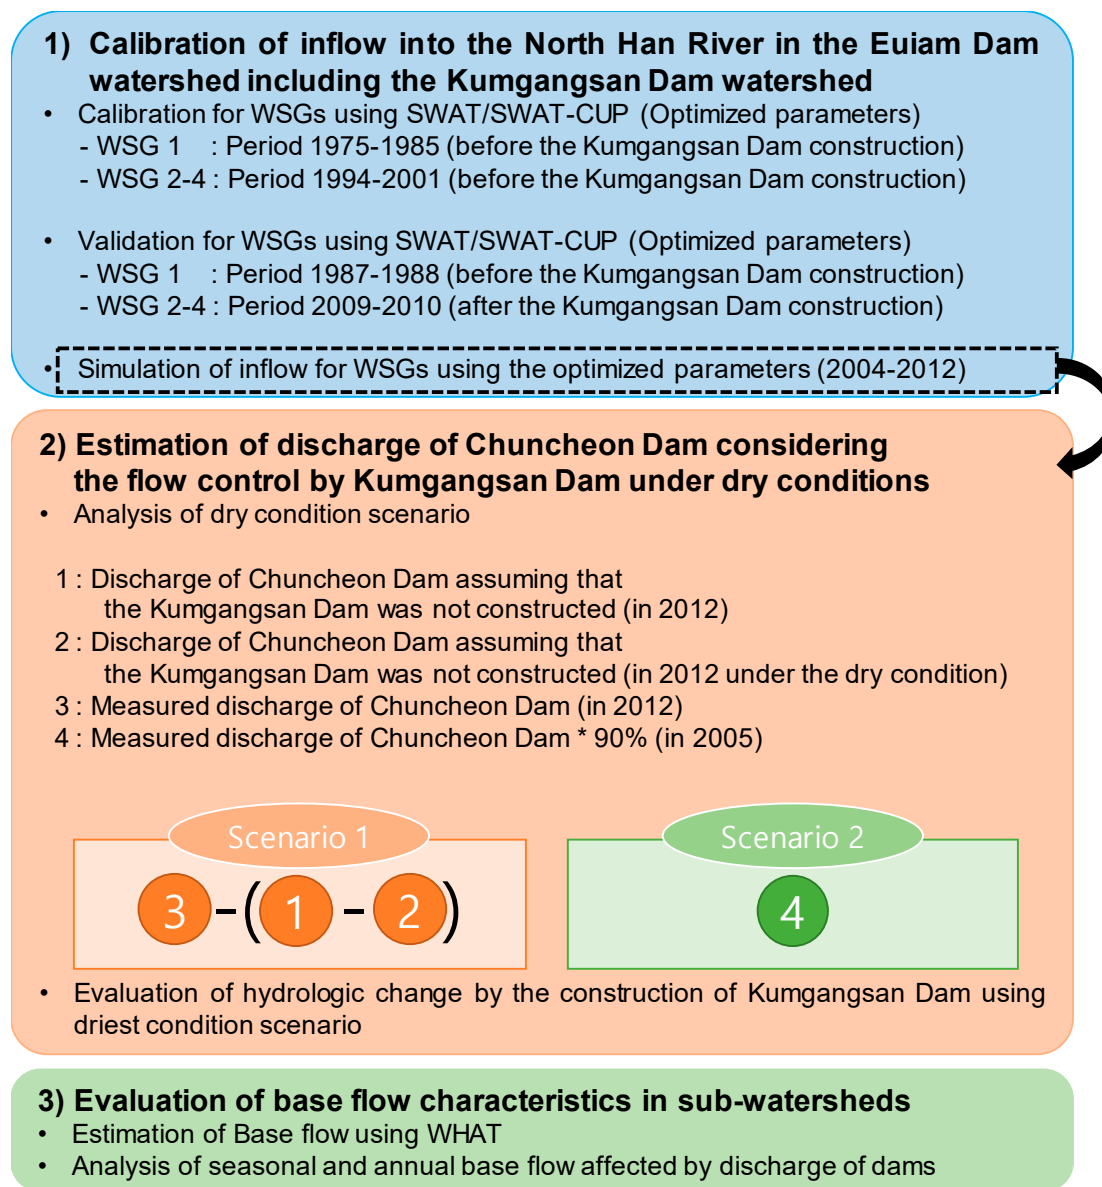 1) Calibration of inflow into the North Han River in the Euiam Dam
watershed including the Kumgangsan Dam watershed
• Calibration for WSGs using SWAT/SWAT-CUP (Optimized parameters)
- WSG 1 : Period 1975-1985 (before the Kumgangsan Dam construction)
- WSG 2-4 : Period 1994-2001 (before the Kumgangsan Dam construction)
• Validation for WSGs using SWAT/SWAT-CUP (Optimized parameters)
- WSG 1 : Period 1987-1988 (before the Kumgangsan Dam construction)
- WSG 2-4 : Period 2009-2010 (after the Kumgangsan Dam construction)
• Simulation of inflow for WSGs using the optimized parameters (2004-2012)
2) Estimation of discharge of Chuncheon Dam considering
the flow control by Kumgangsan Dam under dry conditions
• Analysis of dry condition scenario
1 : Discharge of Chuncheon Dam assuming that
the Kumgangsan Dam was not constructed (in 2012)
2 : Discharge of Chuncheon Dam assuming that
the Kumgangsan Dam was not constructed (in 2012 under the dry condition)
3 : Measured discharge of Chuncheon Dam (in 2012)
4 : Measured discharge of Chuncheon Dam * 90% (in 2005)
Scenario 1
3-(1-2)
Scenario 2
4
• Evaluation of hydrologic change by the construction of Kumgangsan Dam using
driest condition scenario
3) Evaluation of base flow characteristics in sub-watersheds
• Estimation of Base flow using WHAT
• Analysis of seasonal and annual base flow affected by discharge of dams